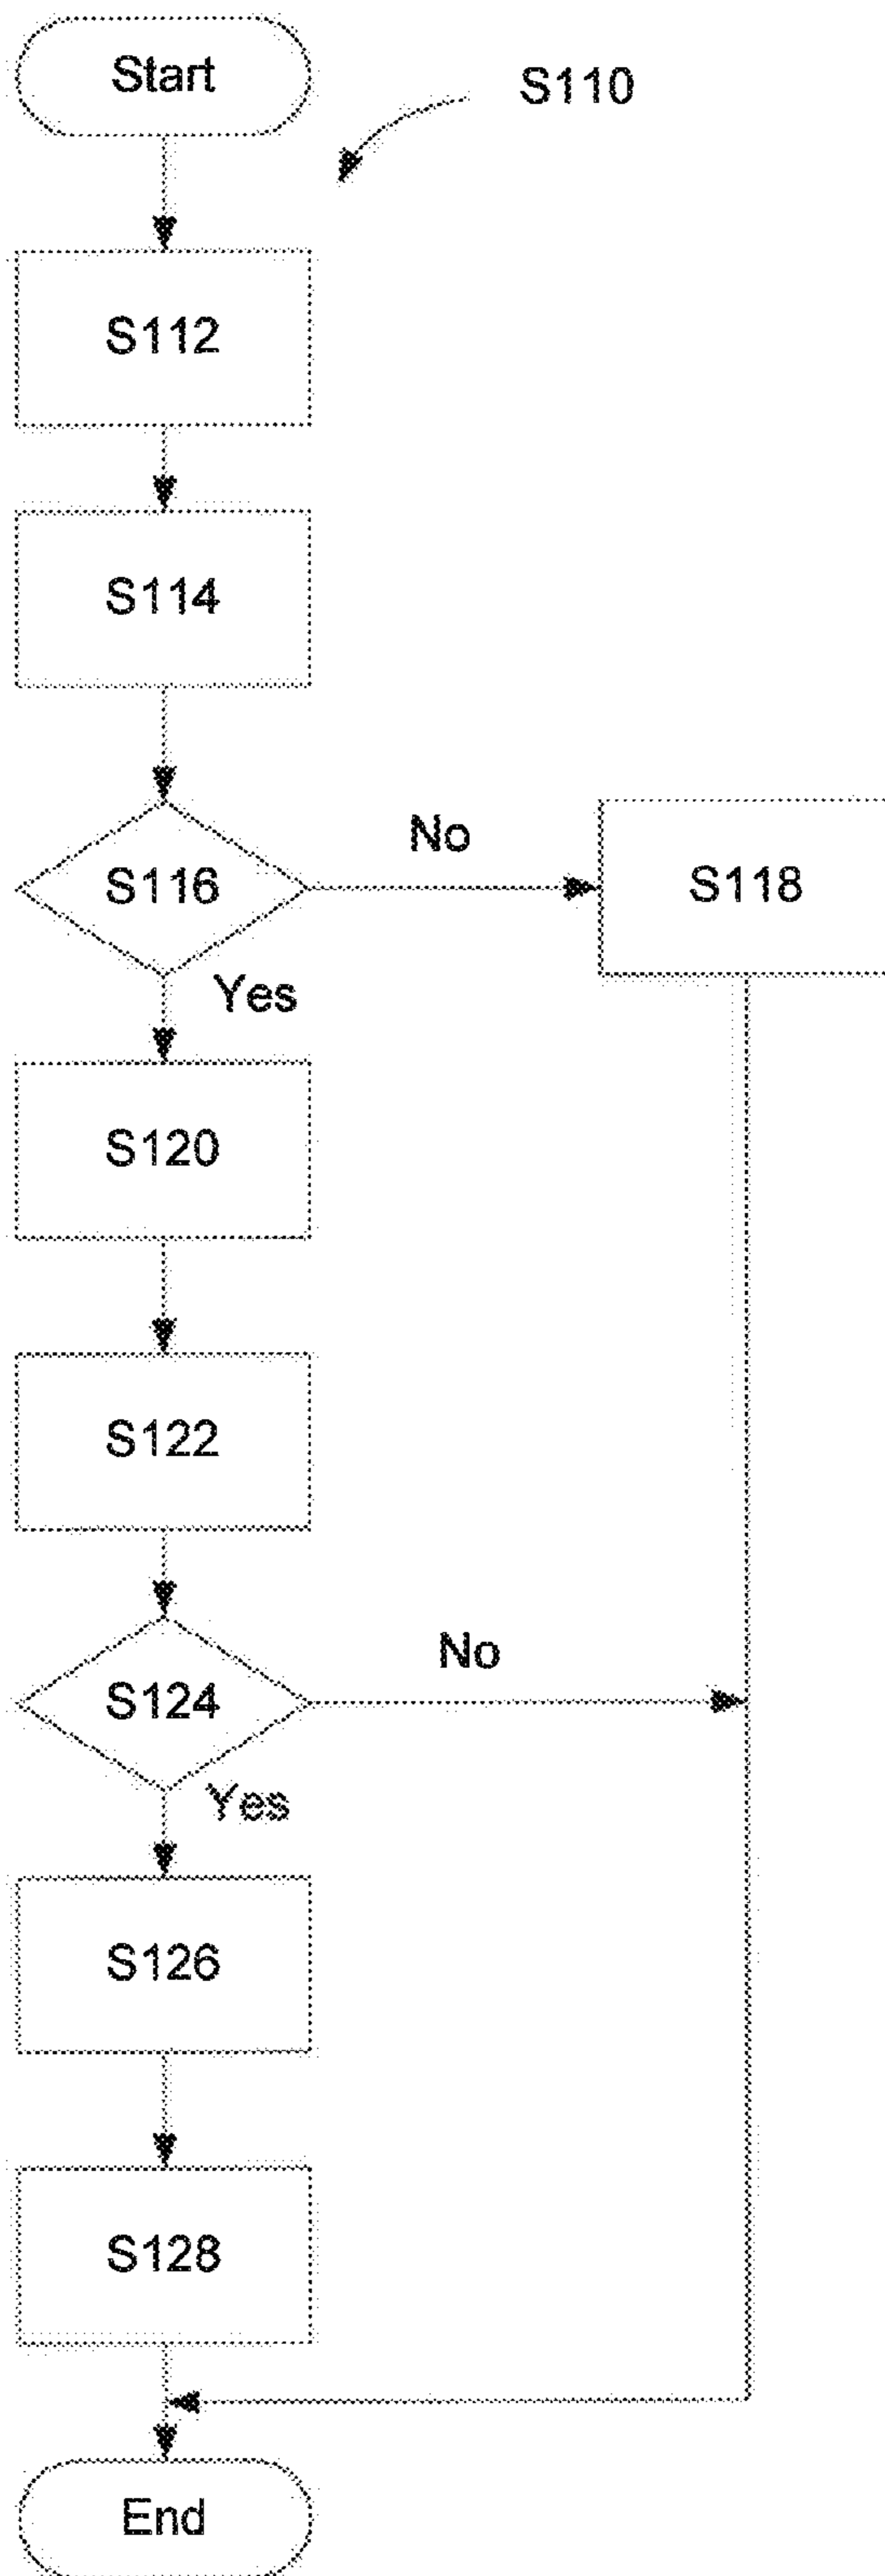 Start
S110
S112
S114
S116
No
S118
Yes
S120
S122
S124
No
Yes
S126
S128
End